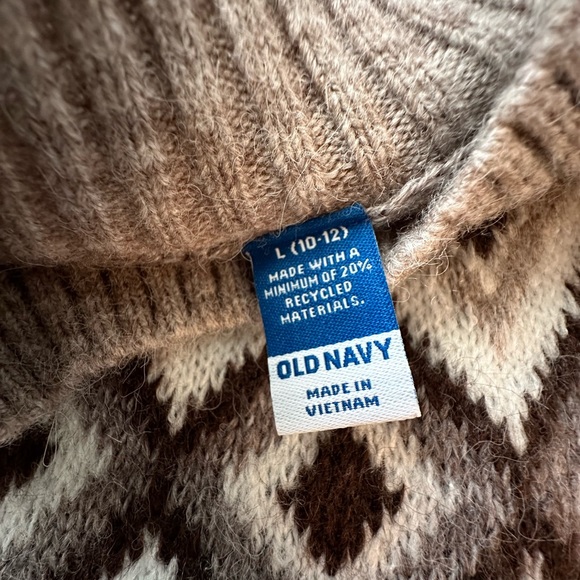 L (10-12)
MADE WITH A
MINIMUM OF 20%
RECYCLED
MATERIALS.
OLD NAVY
MADE IN
VIETNAM